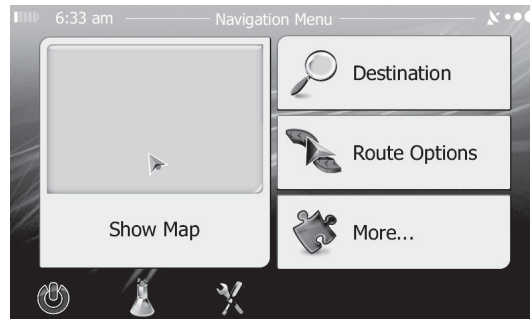 6:33 am Navigation Menu
Destination
Route Options
Show Map
More...